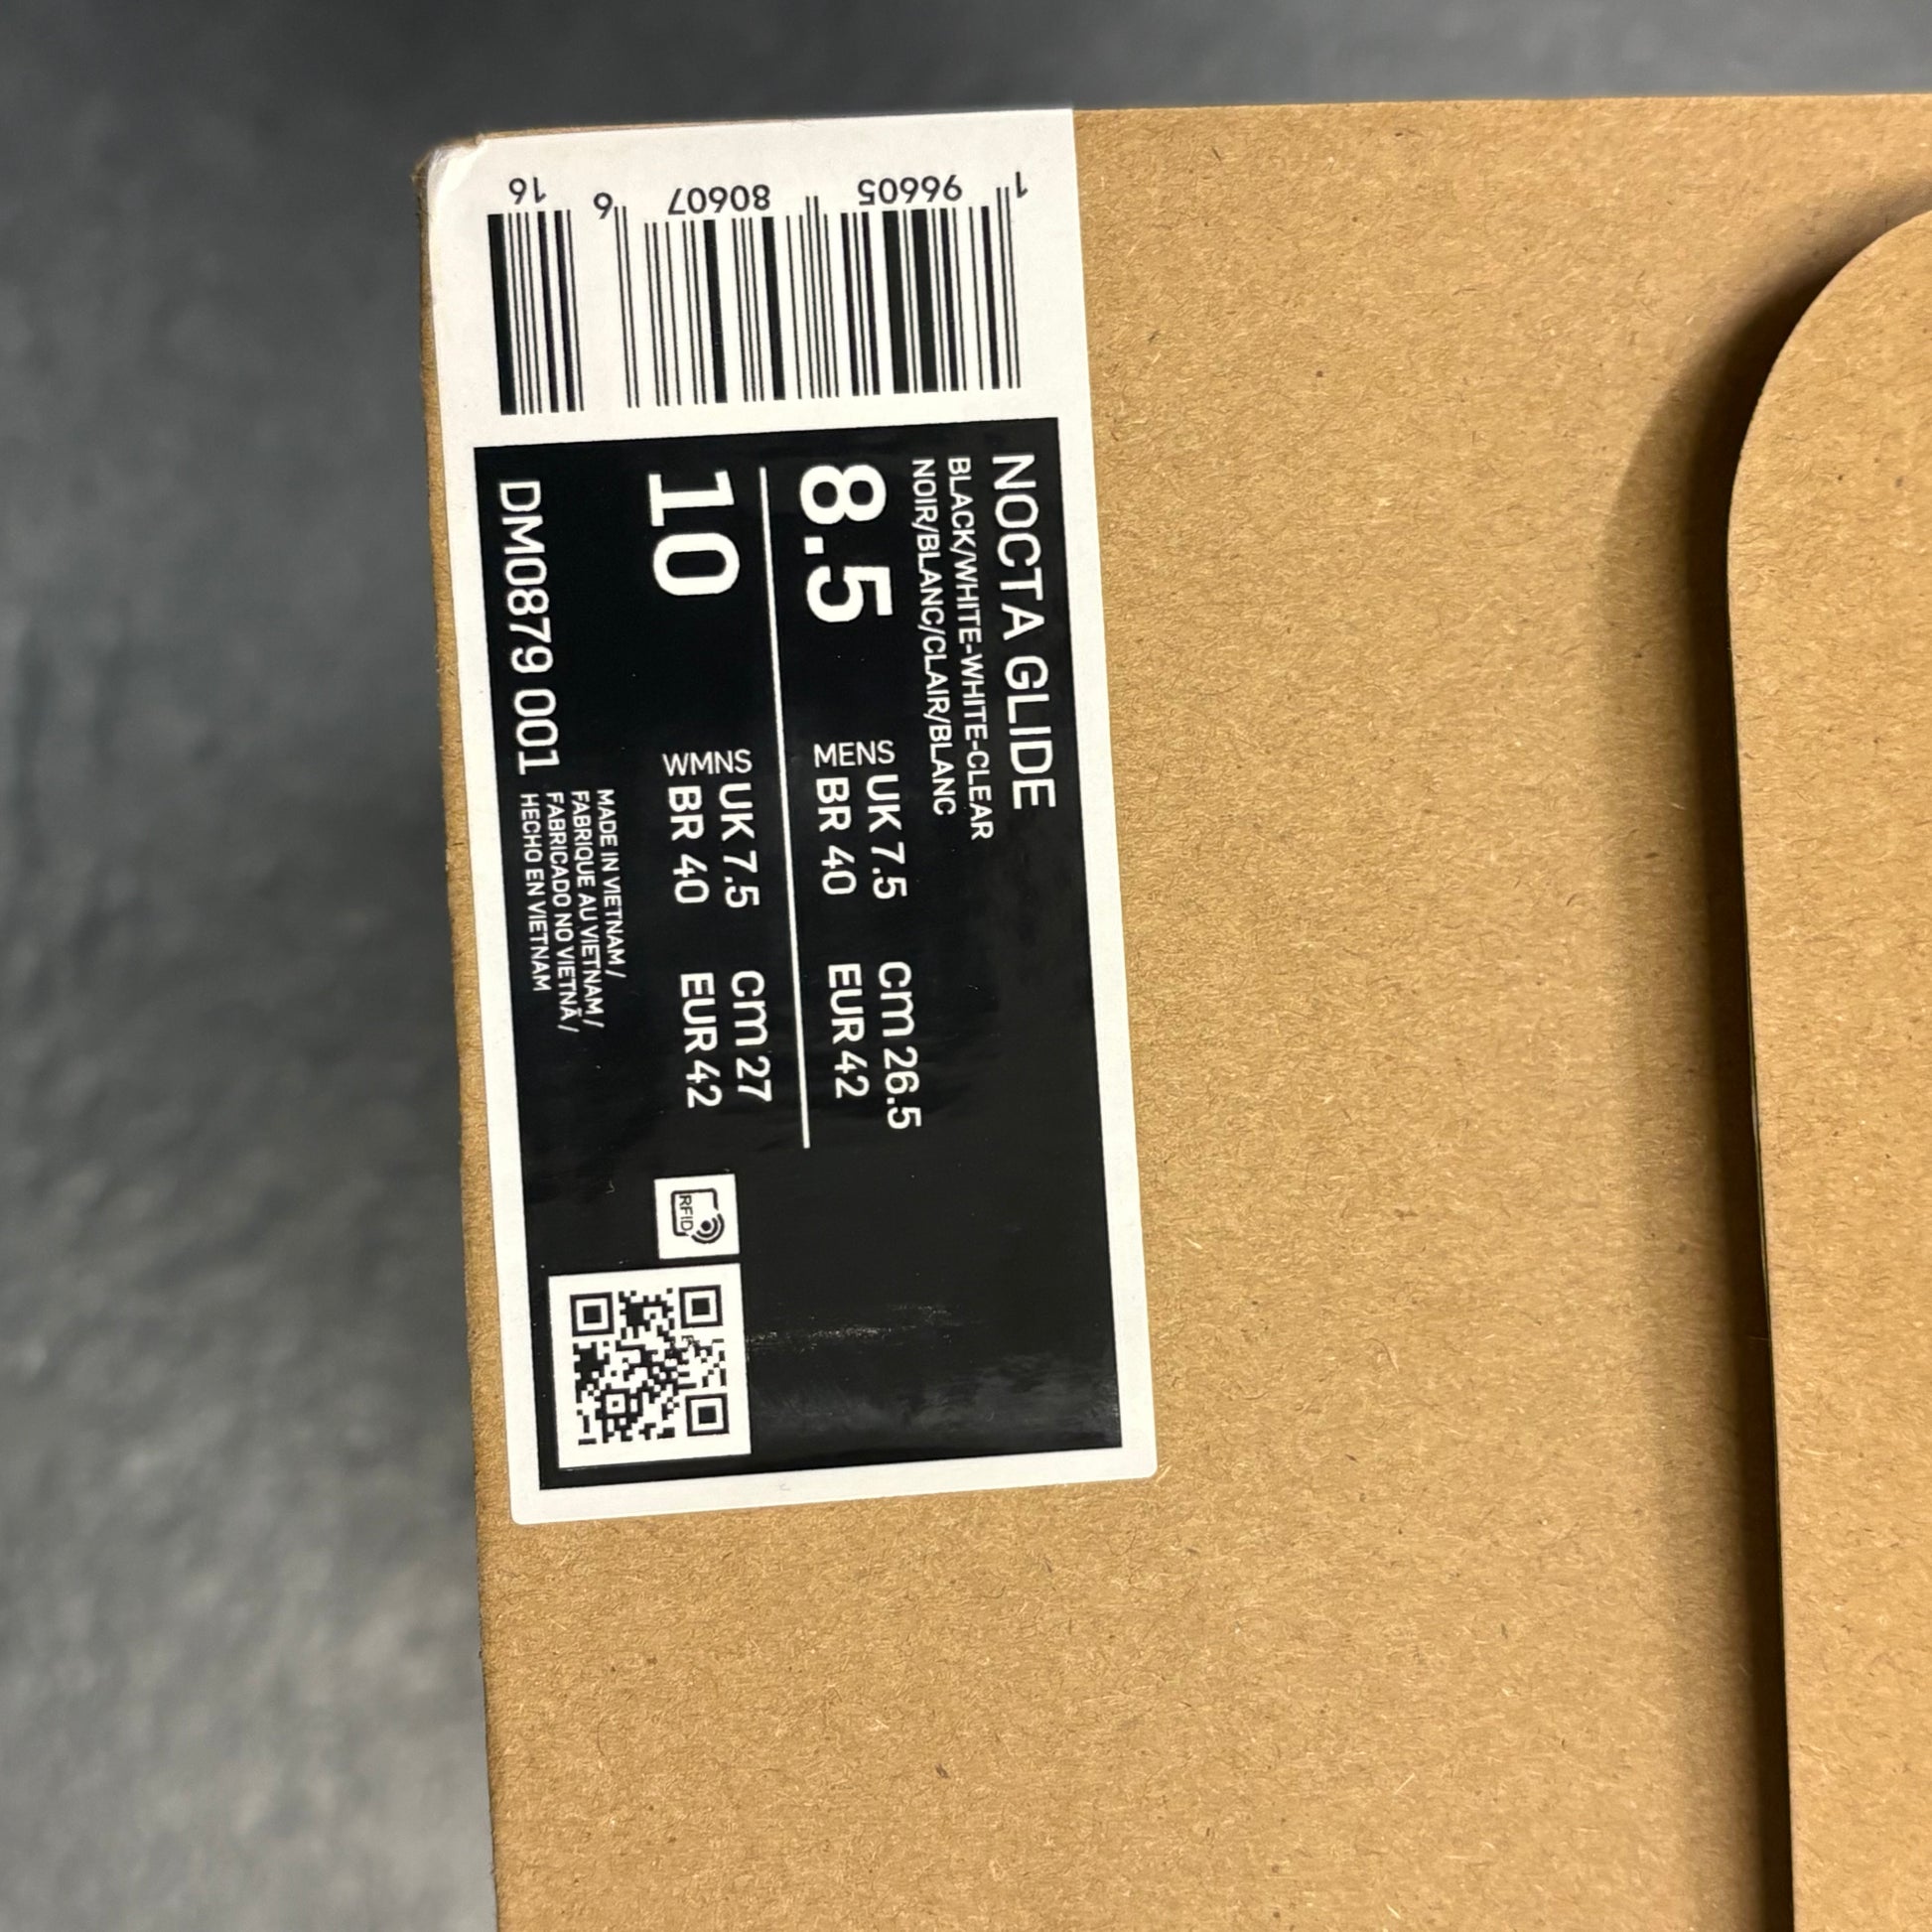 NOCTA GLIDE
BLACK/WHITE-WHITE-CLEAR
NOIR/BLANC/CLAIR/BLANC
8.5
MENS
UK 7.5 cm 26.5
BR 40 EUR 42
10
WMNS
UK 7.5 cm 27
BR 40 EUR 42
DM0879 001
MADE IN VIETNAM /
FABRIQUE AU VIETNAM /
FABRICADO NO VIETNÃ /
HECHO EN VIETNAM
RFID
1 96605 80607 6 16